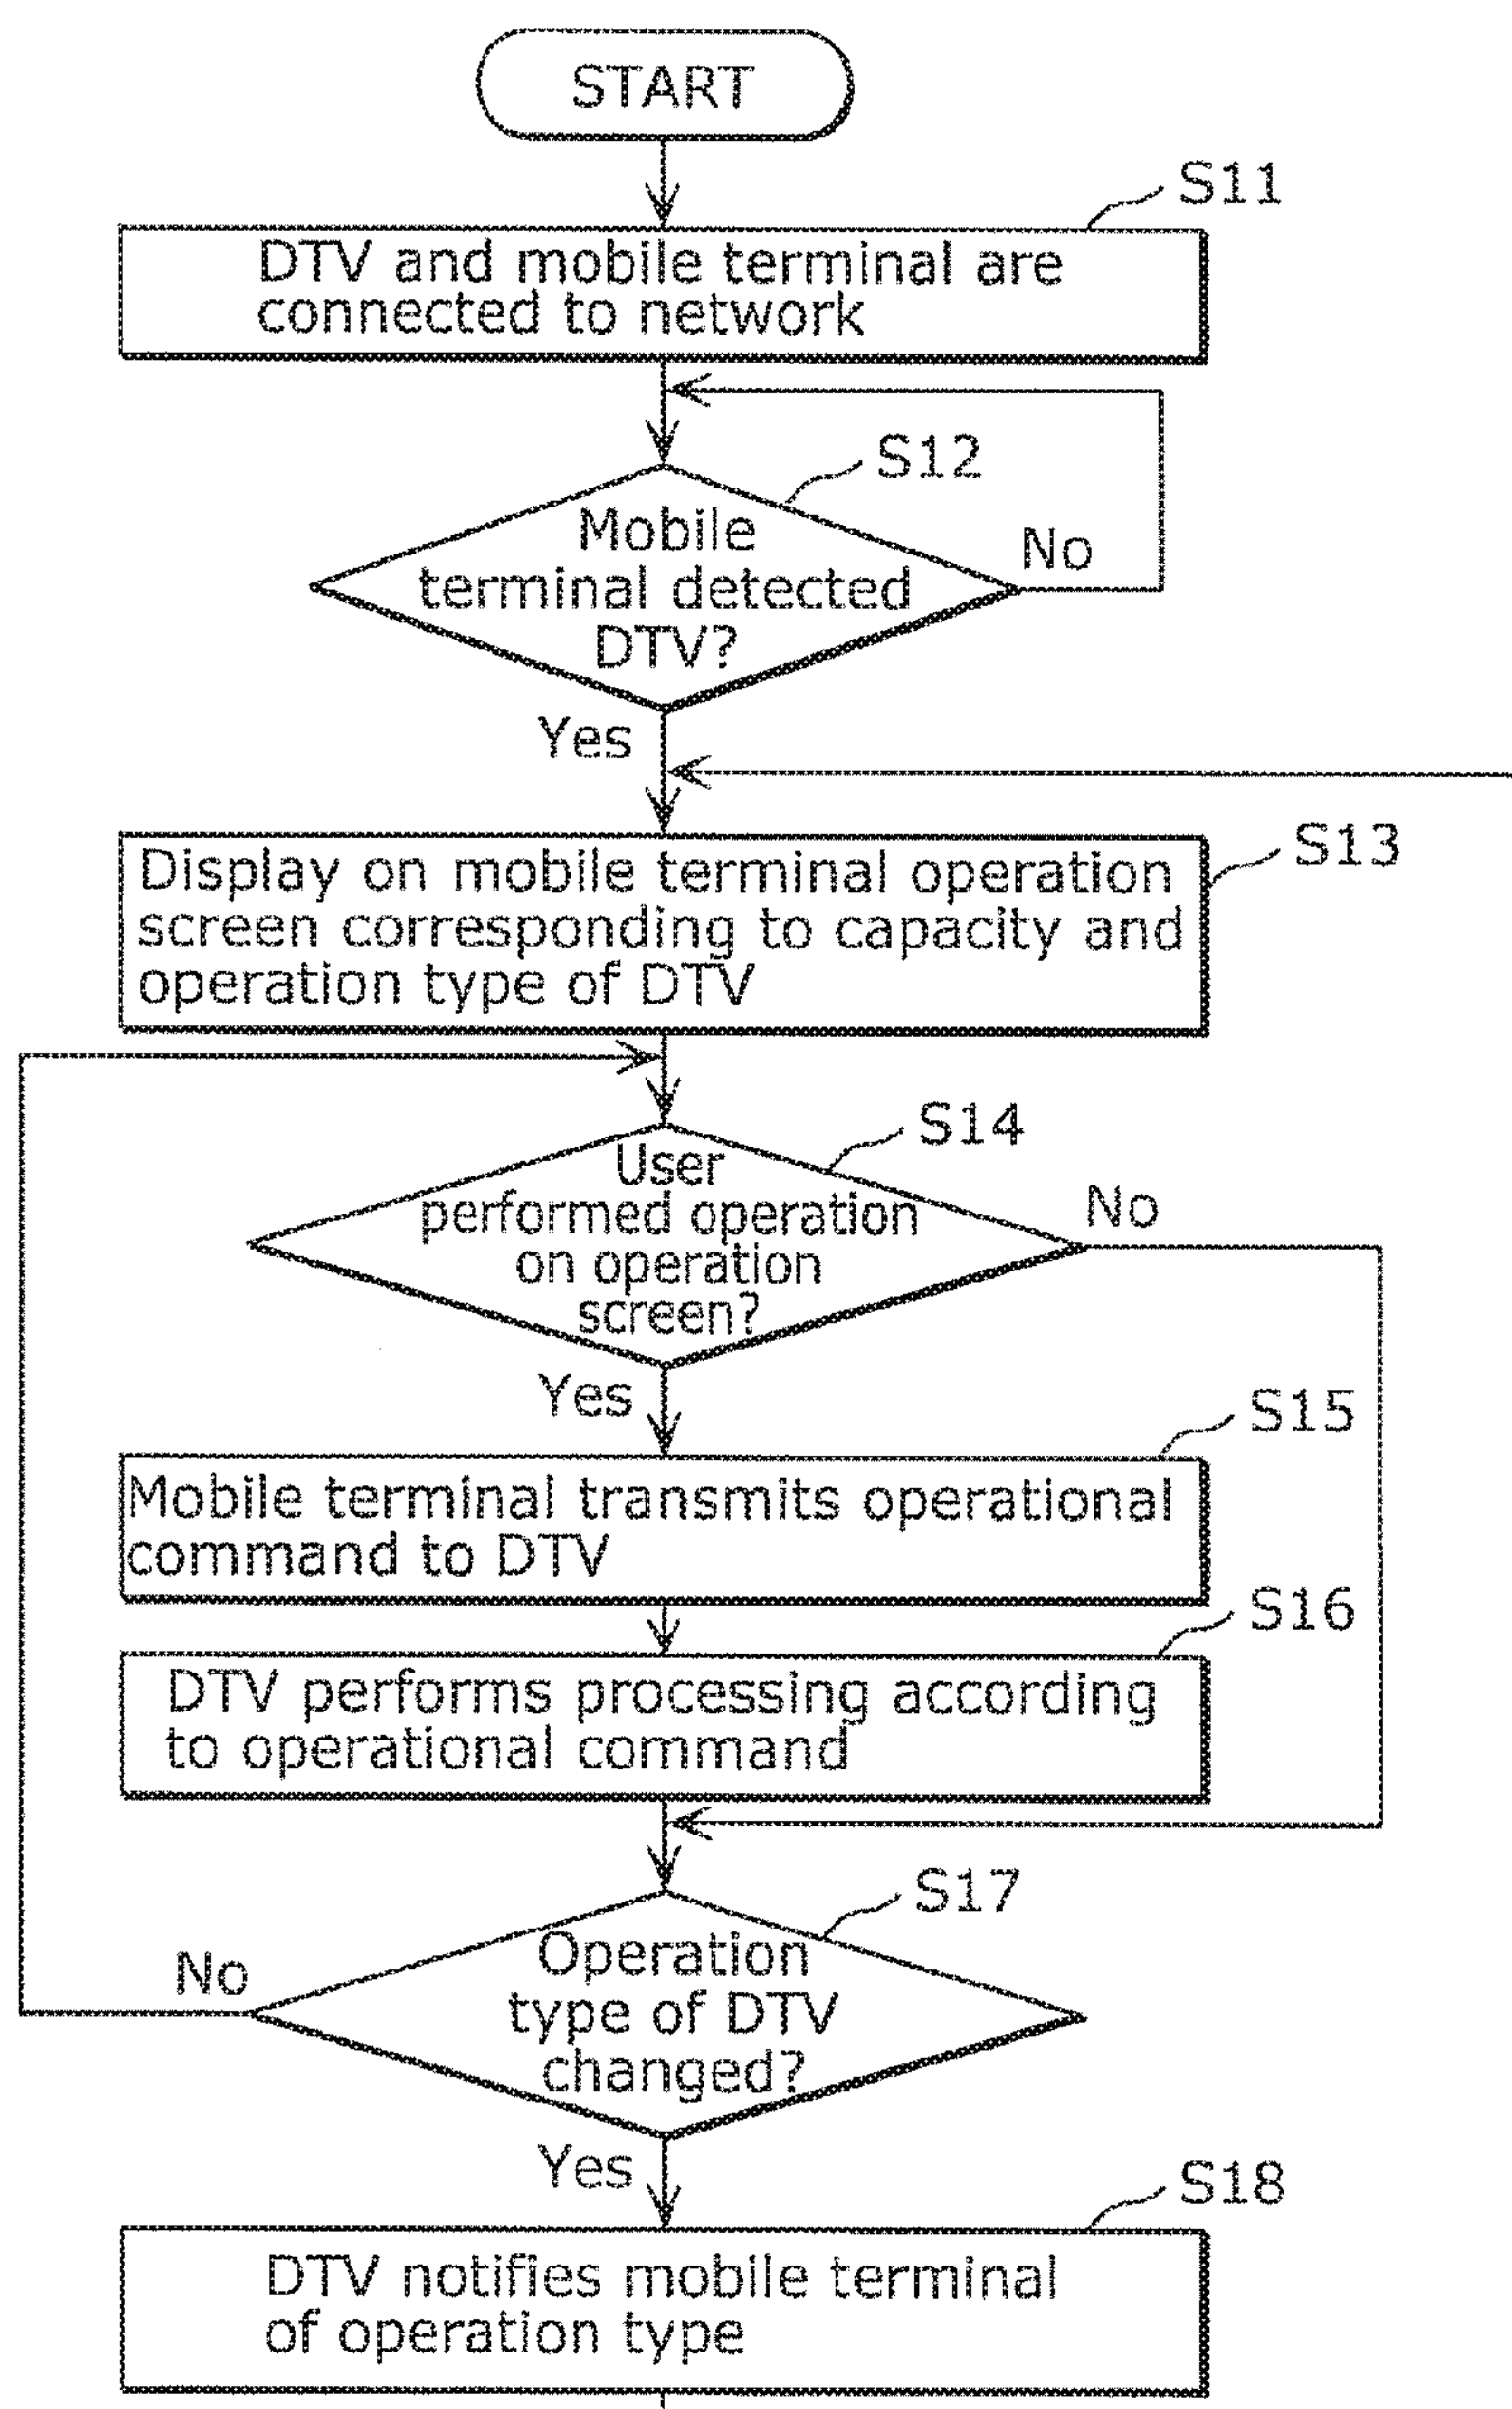 START
S11
DTV and mobile terminal are
connected to network
S12
Mobile
terminal detected
DTV?
No
Yes
S13
Display on mobile terminal operation
screen corresponding to capacity and
operation type of DTV
S14
User
performed operation
on operation
screen?
No
Yes
S15
Mobile terminal transmits operational
command to DTV
S16
DTV performs processing according
to operational command
S17
No
Operation
type of DTV
changed?
Yes
S18
DTV notifies mobile terminal
of operation type